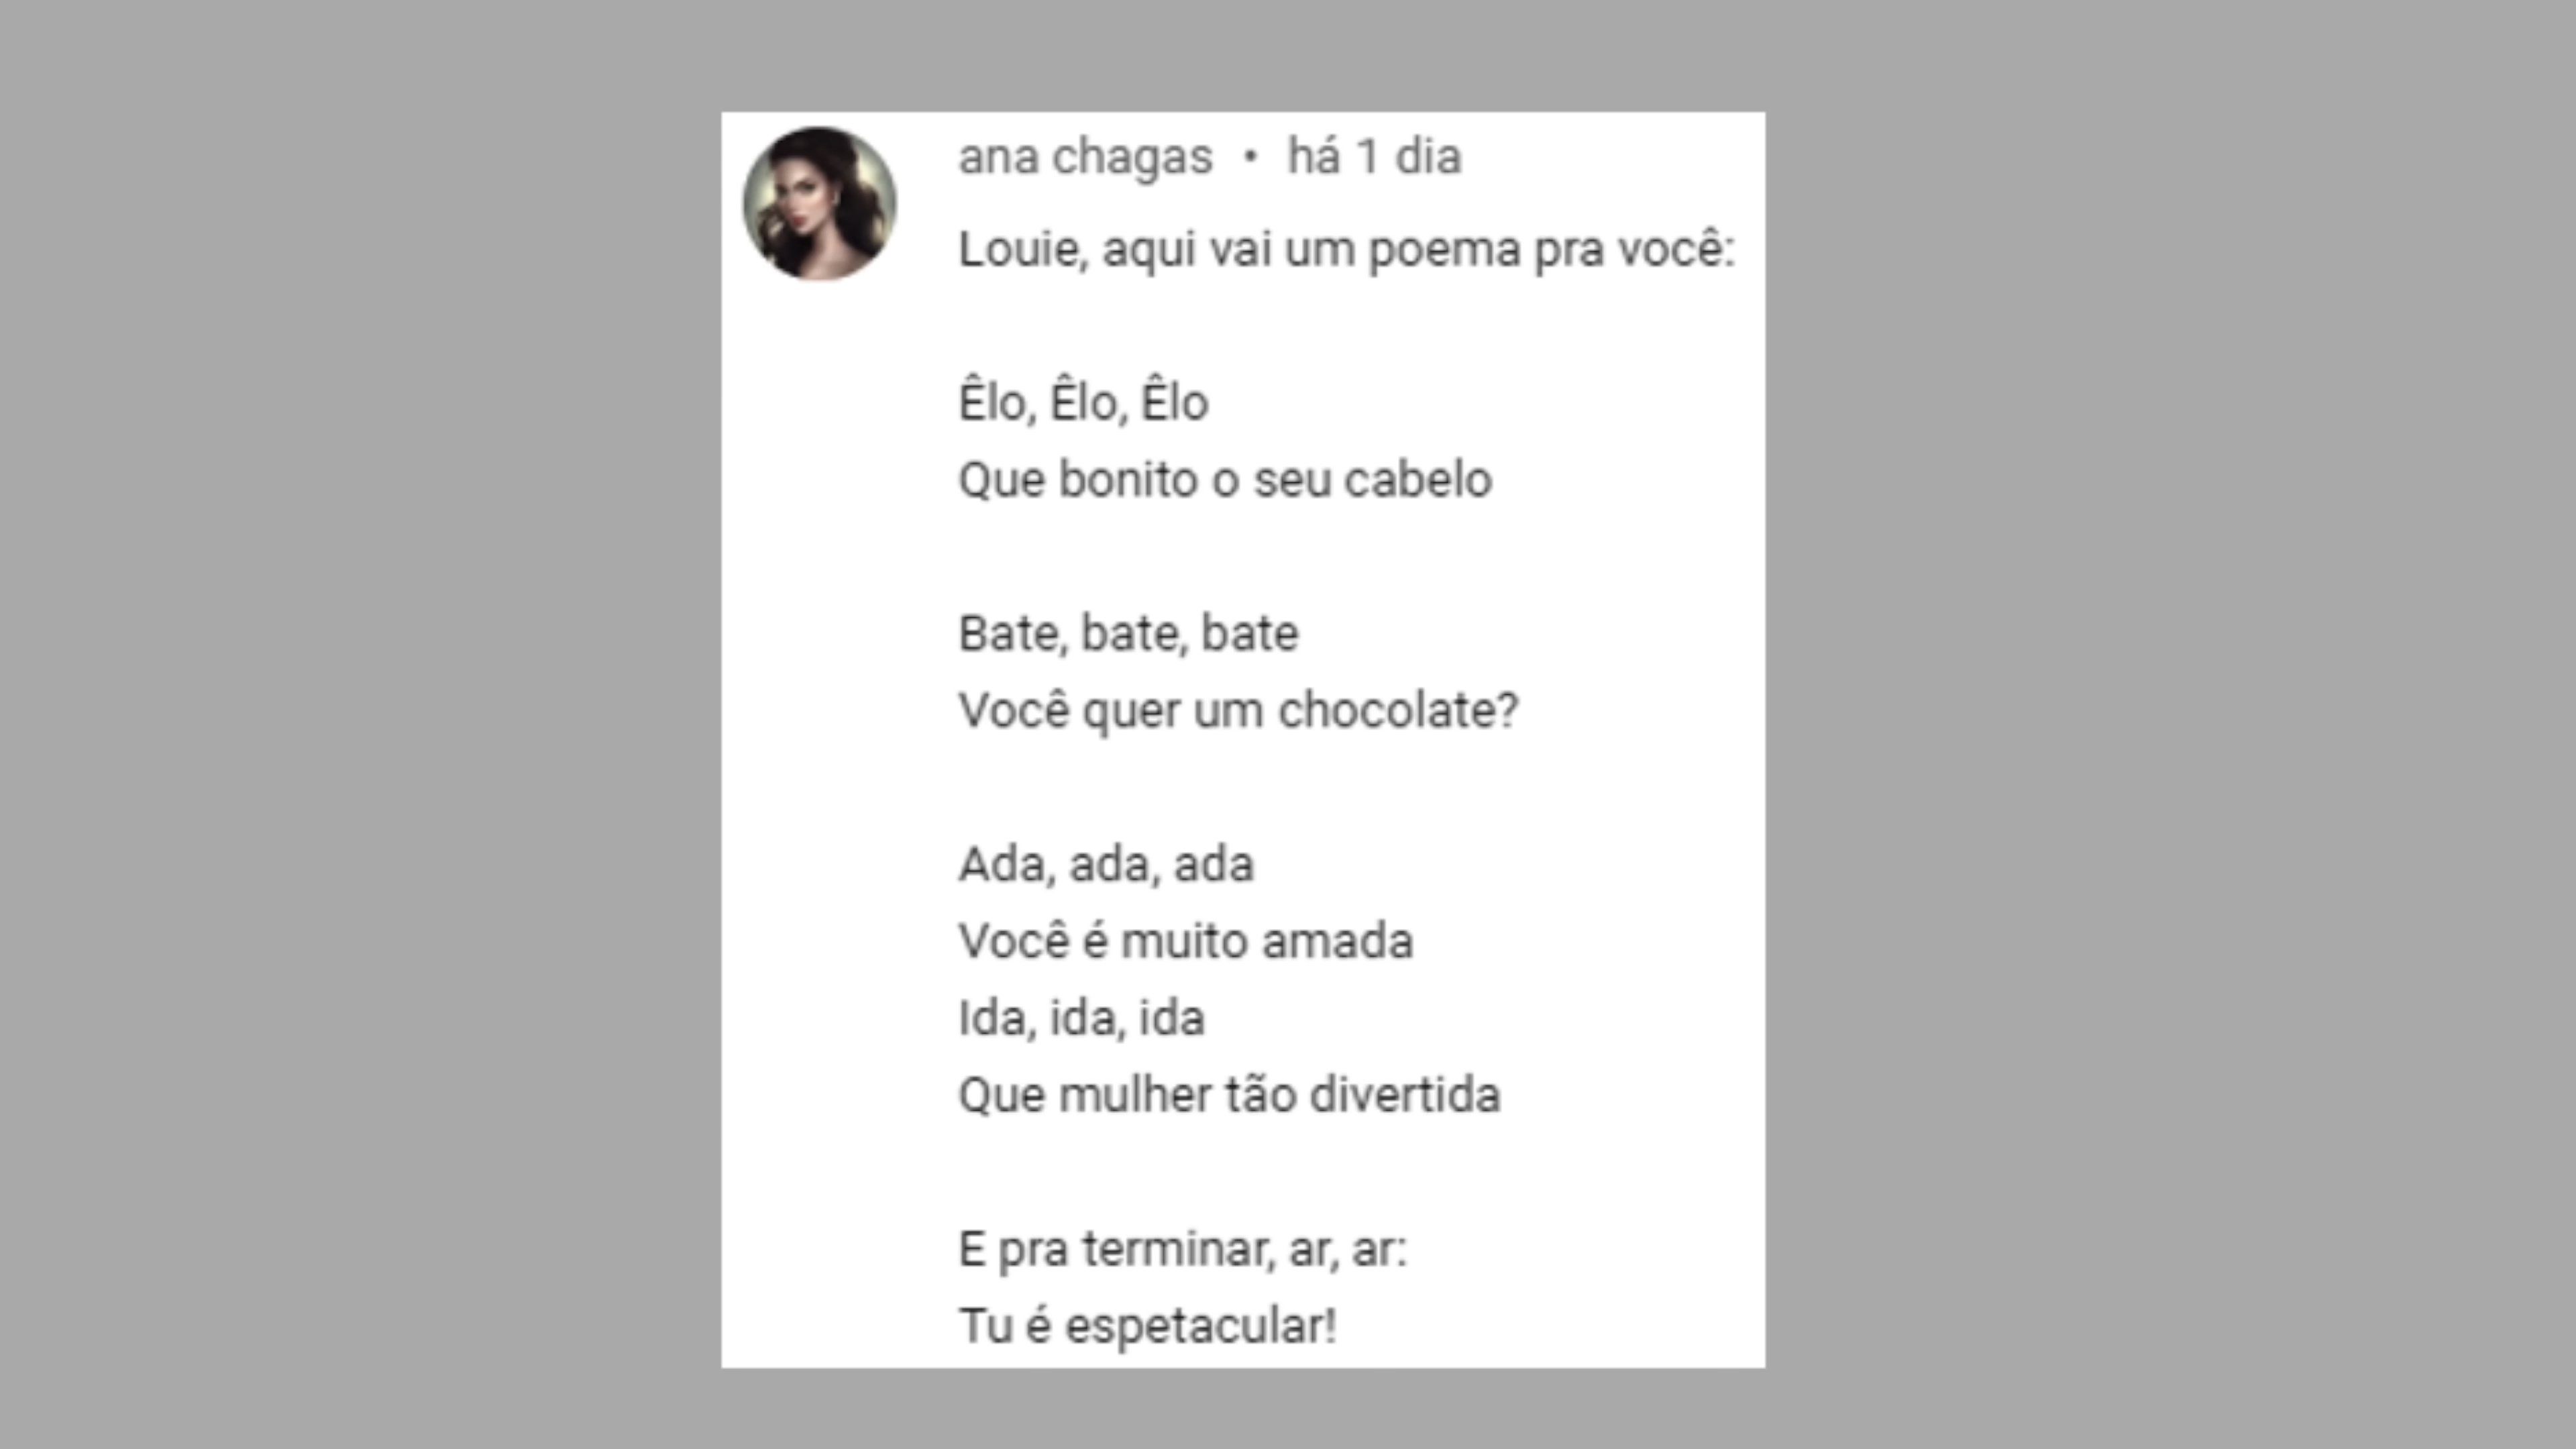 ana chagas • há 1 dia
Louie, aqui vai um poema pra você:
Êlo, Êlo, Êlo
Que bonito o seu cabelo
Bate, bate, bate
Você quer um chocolate?
Ada, ada, ada
Você é muito amada
Ida, ida, ida
Que mulher tão divertida
E pra terminar, ar, ar:
Tu é espetacular!